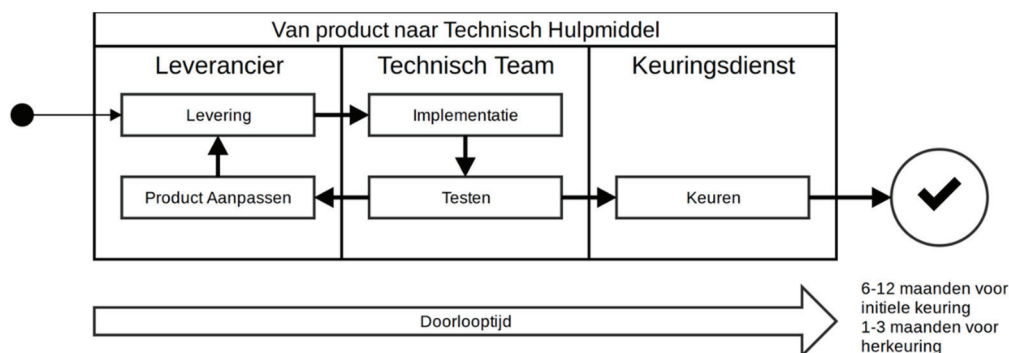 Van product naar Technisch Hulpmiddel
Leverancier
Technisch Team
Keuringsdienst
Levering
Implementatie
Product Aanpassen
Testen
Keuren
Doorlooptijd
6-12 maanden voor
initiele keuring
1-3 maanden voor
herkeuring